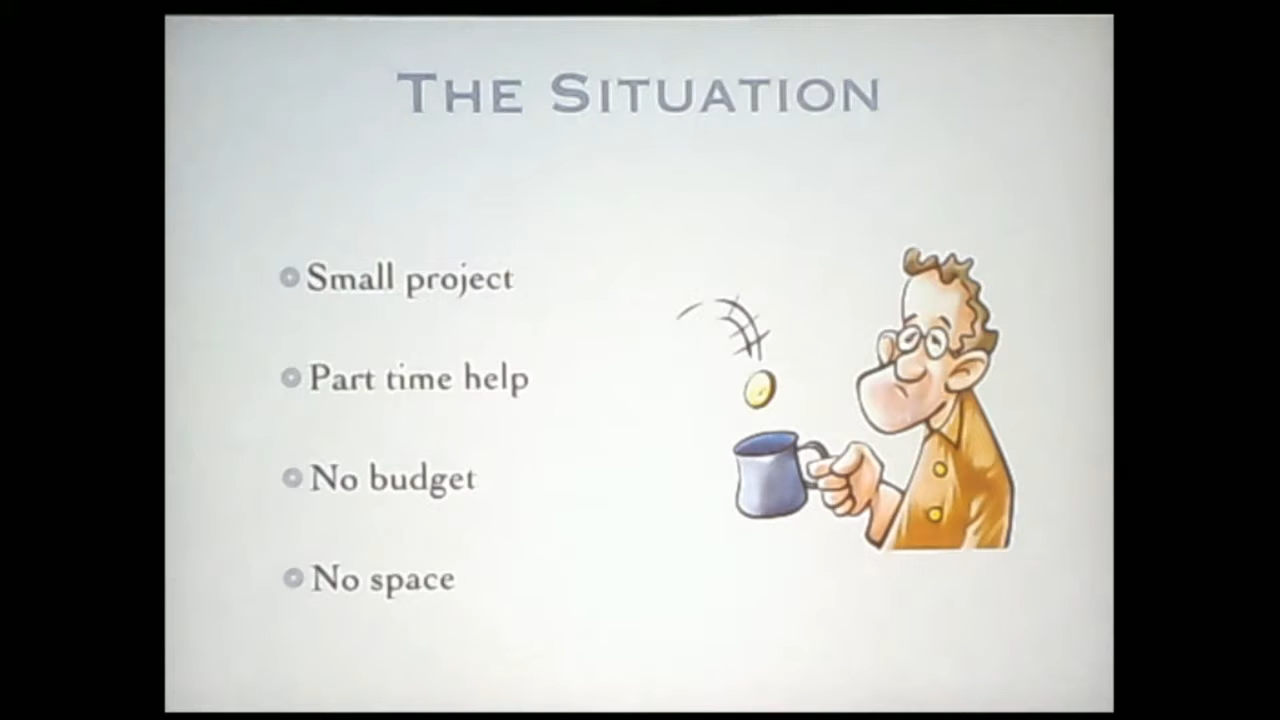 The Situation
Small project
Part time help
No budget
No space